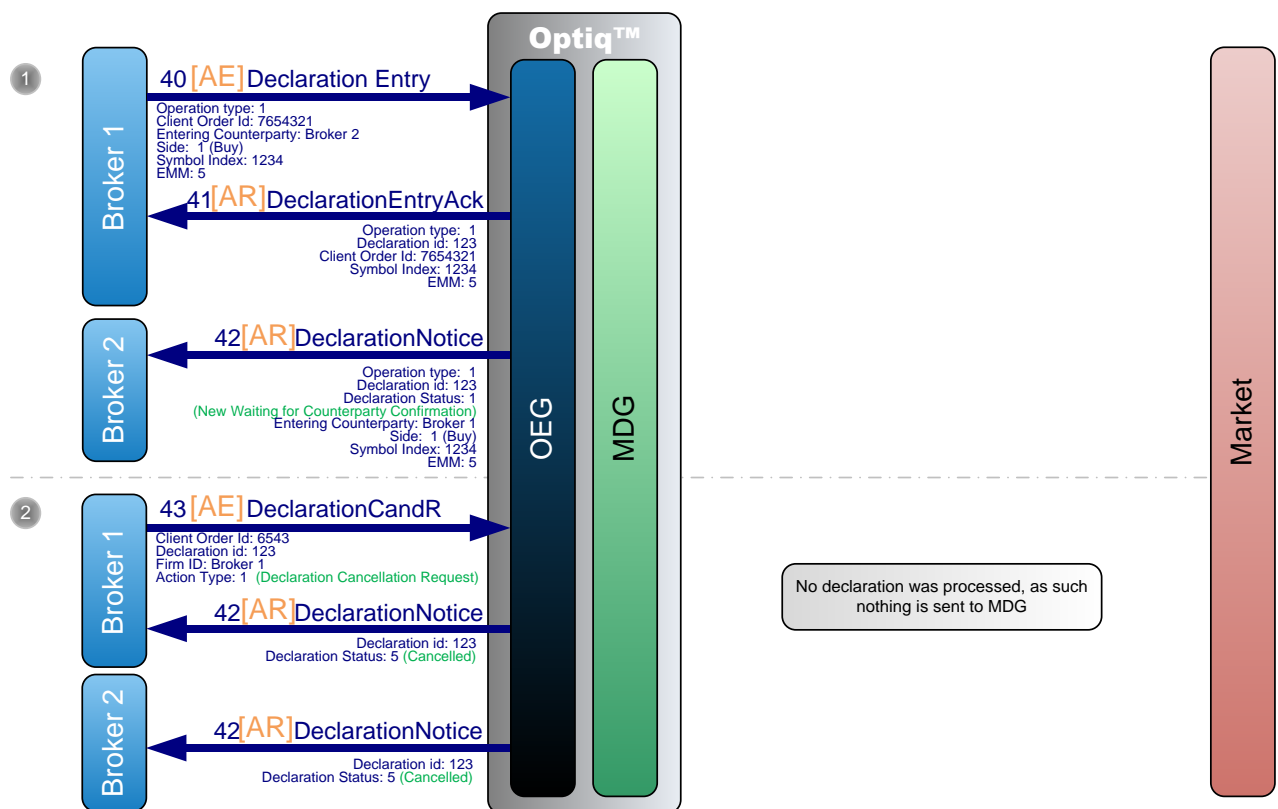 Optiq™
1
Broker 1
40 [AE] Declaration Entry
Operation type: 1
Client Order Id: 7654321
Entering Counterparty: Broker 2
Side: 1 (Buy)
Symbol Index: 1234
EMM: 5
41[AR]DeclarationEntryAck
Operation type: 1
Declaration id: 123
Client Order Id: 7654321
Symbol Index: 1234
EMM: 5
Broker 2
42[AR]DeclarationNotice
Operation type: 1
Declaration id: 123
Declaration Status: 1
(New Waiting for Counterparty Confirmation)
Entering Counterparty: Broker 1
Side: 1 (Buy)
Symbol Index: 1234
EMM: 5
OEG
MDG
Market
2
Broker 1
43 [AE] DeclarationCandR
Client Order Id: 6543
Declaration id: 123
Firm ID: Broker 1
Action Type: 1 (Declaration Cancellation Request)
42[AR]DeclarationNotice
Declaration id: 123
Declaration Status: 5 (Cancelled)
No declaration was processed, as such
nothing is sent to MDG
Broker 2
42[AR]DeclarationNotice
Declaration id: 123
Declaration Status: 5 (Cancelled)